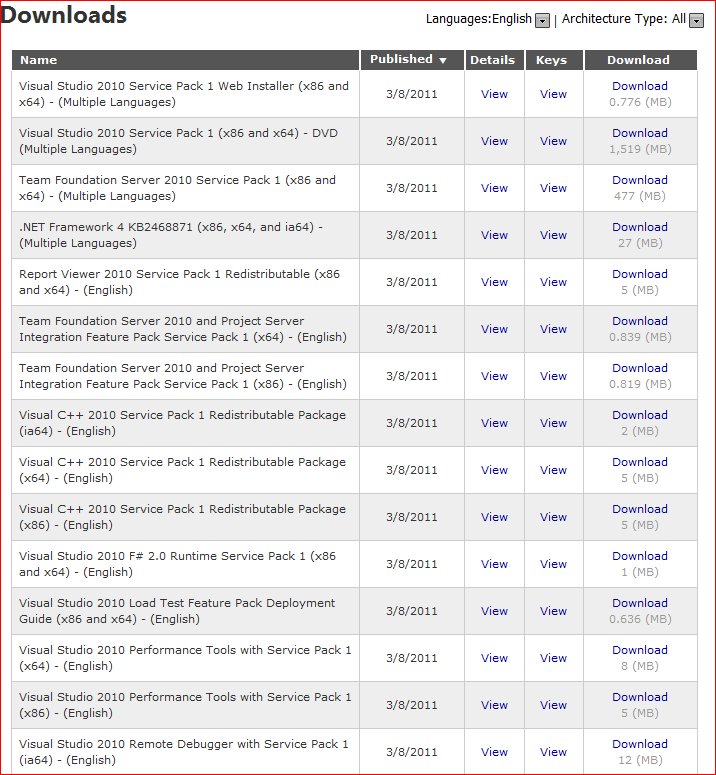 Downloads
Languages:English | Architecture Type: All
Name Published Details Keys Download
Visual Studio 2010 Service Pack 1 Web Installer (x86 and
x64) - (Multiple Languages)
3/8/2011 View View Download
0.776 (MB)
Visual Studio 2010 Service Pack 1 (x86 and x64) - DVD
(Multiple Languages)
3/8/2011 View View Download
1,519 (MB)
Team Foundation Server 2010 Service Pack 1 (x86 and
x64) - (Multiple Languages)
3/8/2011 View View Download
477 (MB)
.NET Framework 4 KB2468871 (x86, x64, and ia64) -
(Multiple Languages)
3/8/2011 View View Download
27 (MB)
Report Viewer 2010 Service Pack 1 Redistributable (x86
and x64) - (English)
3/8/2011 View View Download
5 (MB)
Team Foundation Server 2010 and Project Server
Integration Feature Pack Service Pack 1 (x64) - (English)
3/8/2011 View View Download
0.839 (MB)
Team Foundation Server 2010 and Project Server
Integration Feature Pack Service Pack 1 (x86) - (English)
3/8/2011 View View Download
0.819 (MB)
Visual C++ 2010 Service Pack 1 Redistributable Package
(ia64) - (English)
3/8/2011 View View Download
2 (MB)
Visual C++ 2010 Service Pack 1 Redistributable Package
(x64) - (English)
3/8/2011 View View Download
5 (MB)
Visual C++ 2010 Service Pack 1 Redistributable Package
(x86) - (English)
3/8/2011 View View Download
5 (MB)
Visual Studio 2010 F# 2.0 Runtime Service Pack 1 (x86
and x64) - (English)
3/8/2011 View View Download
1 (MB)
Visual Studio 2010 Load Test Feature Pack Deployment
Guide (x86 and x64) - (English)
3/8/2011 View View Download
0.636 (MB)
Visual Studio 2010 Performance Tools with Service Pack 1
(x64) - (English)
3/8/2011 View View Download
8 (MB)
Visual Studio 2010 Performance Tools with Service Pack 1
(x86) - (English)
3/8/2011 View View Download
5 (MB)
Visual Studio 2010 Remote Debugger with Service Pack 1
(ia64) - (English)
3/8/2011 View View Download
12 (MB)